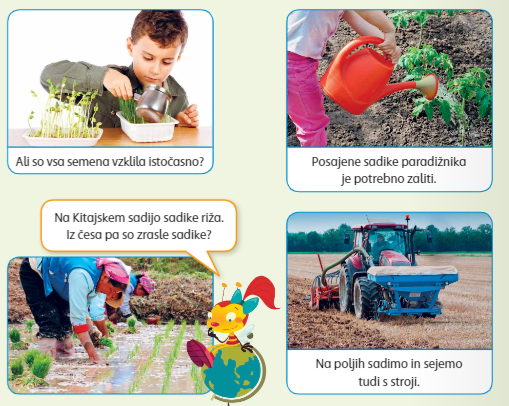 Ali so vsa semena vzklila istočasno?
Posajene sadike paradižnika
je potrebno zaliti.
Na Kitajskem sadijo sadike riža.
Iz česa pa so zrasle sadike?
Na poljih sadimo in sejemo
tudi s stroji.